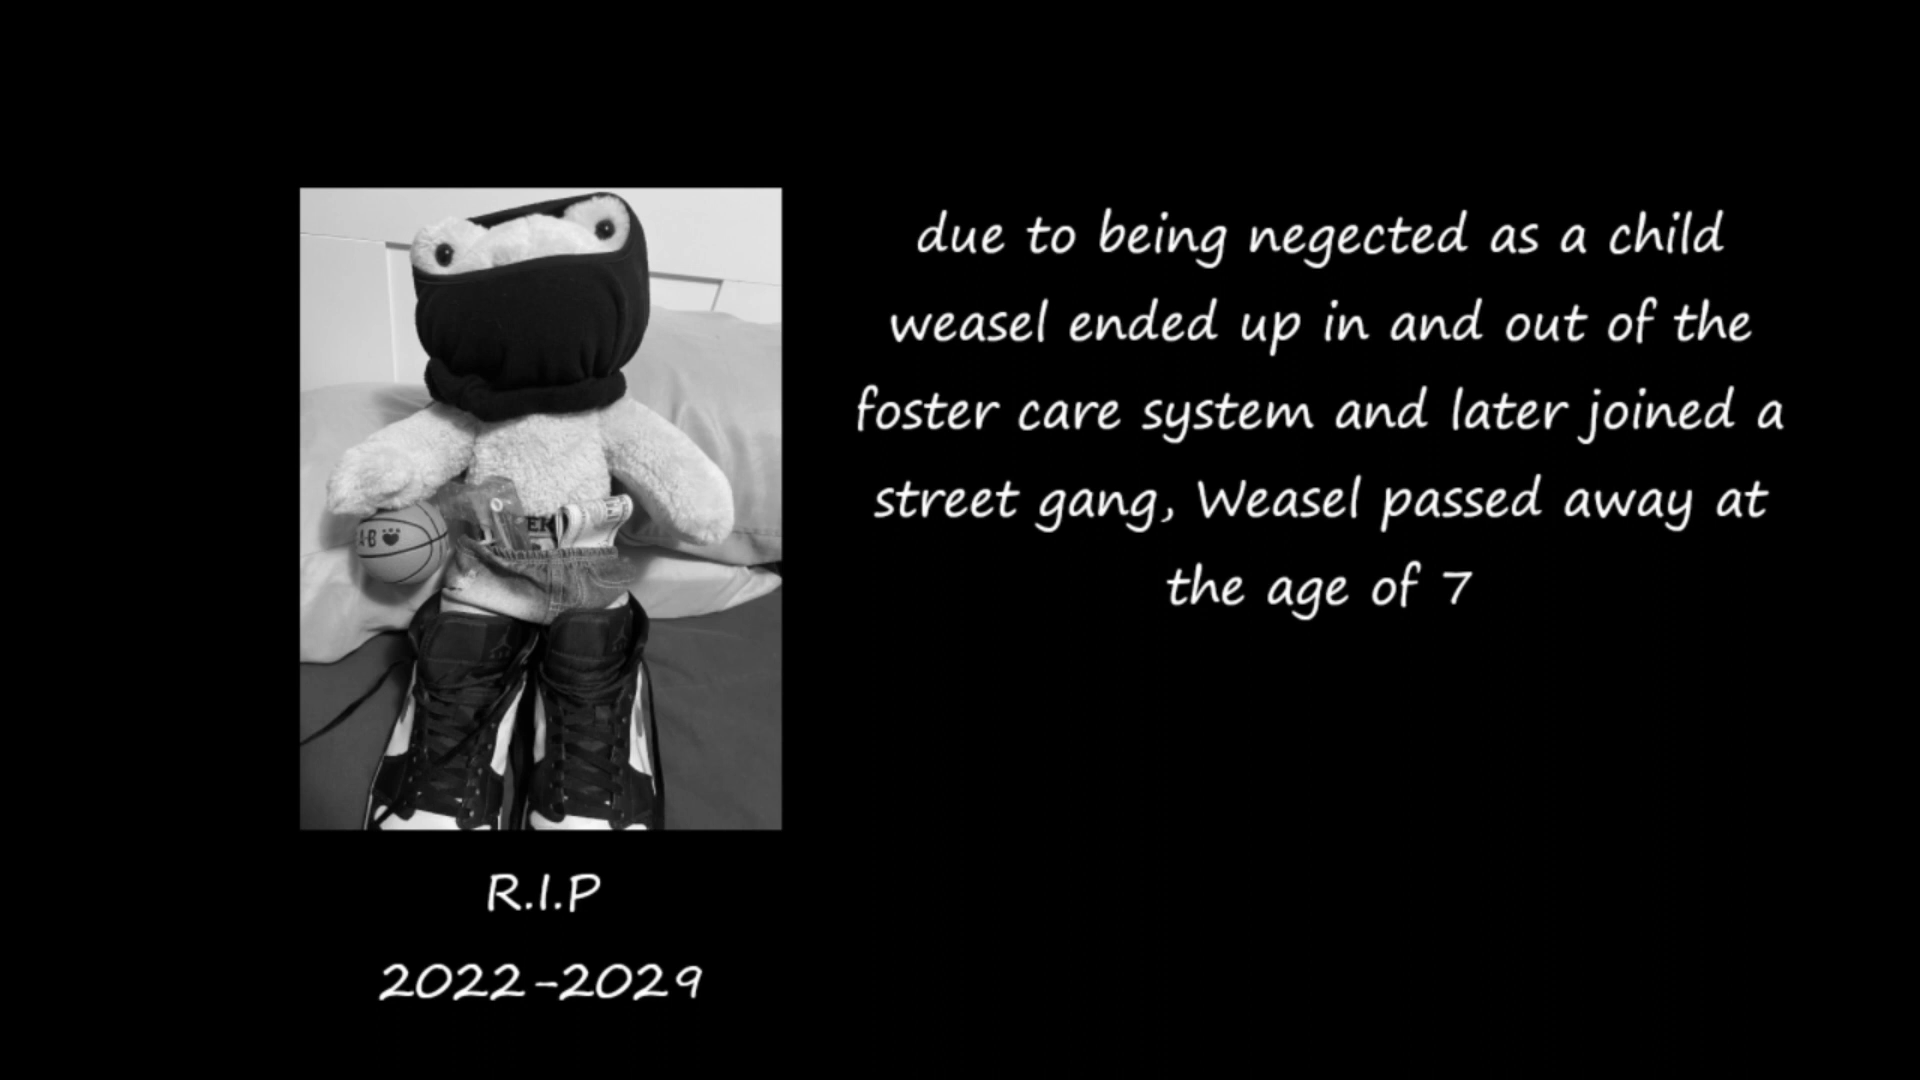 due to being negected as a child
weasel ended up in and out of the
foster care system and later joined a
street gang, Weasel passed away at
the age of 7
A-B
R.I.P
2022-2029